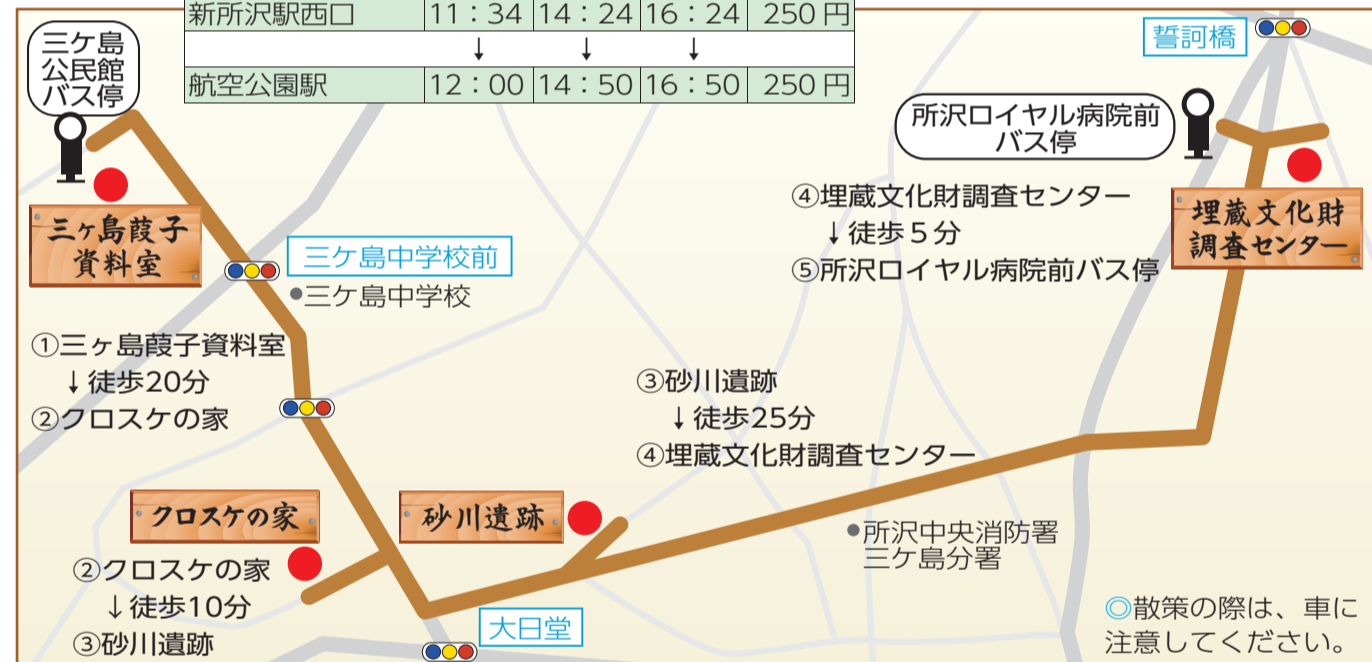 新所沢駅西口 11：34 14：24 16：24 250円
↓ ↓ ↓
航空公園駅 12：00 14：50 16：50 250円
三ケ島
公民館
バス停
誓訶橋
所沢ロイヤル病院前
バス停
三ヶ島葭子
資料室
三ケ島中学校前
●三ケ島中学校
④埋蔵文化財調査センター
↓徒歩５分
⑤所沢ロイヤル病院前バス停
埋蔵文化財
調査センター
①三ヶ島葭子資料室
↓徒歩20分
②クロスケの家
③砂川遺跡
↓徒歩25分
④埋蔵文化財調査センター
クロスケの家
砂川遺跡
●所沢中央消防署
三ケ島分署
②クロスケの家
↓徒歩10分
③砂川遺跡
大日堂
◎散策の際は、車に
注意してください。